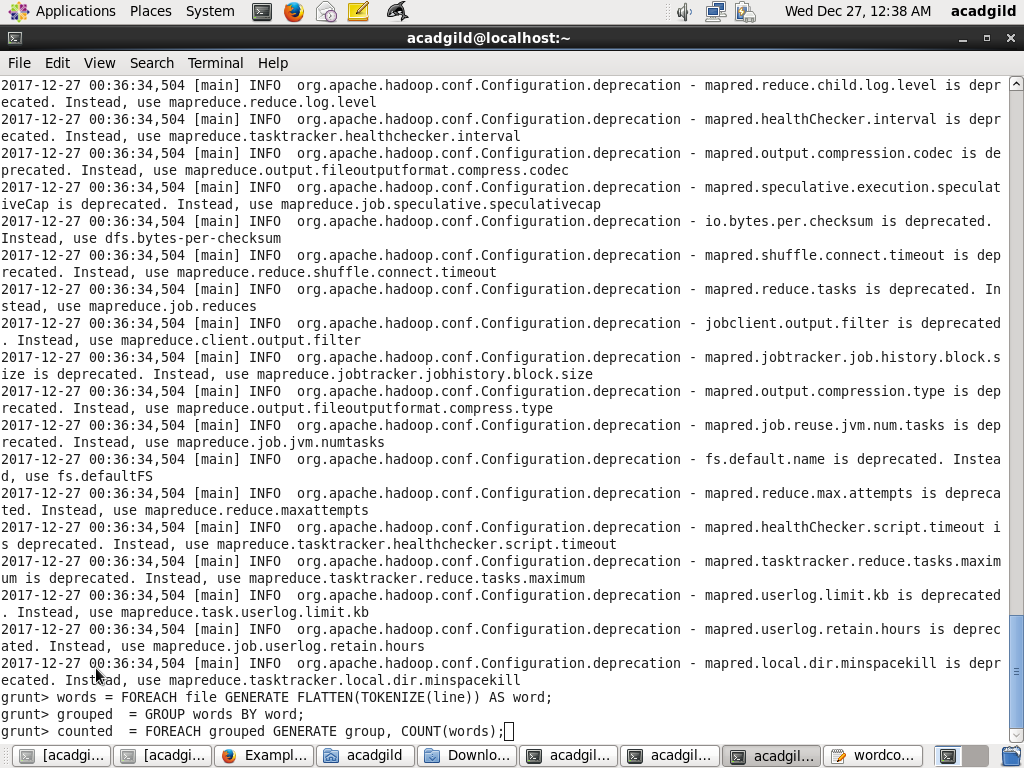 Applications Places System Wed Dec 27, 12:38 AM acadgild
acadgild@localhost:~
File Edit View Search Terminal Help
2017-12-27 00:36:34,504 [main] INFO  org.apache.hadoop.conf.Configuration.deprecation - mapred.reduce.child.log.level is depr
ecated. Instead, use mapreduce.reduce.log.level
2017-12-27 00:36:34,504 [main] INFO  org.apache.hadoop.conf.Configuration.deprecation - mapred.healthChecker.interval is depr
ecated. Instead, use mapreduce.tasktracker.healthchecker.interval
2017-12-27 00:36:34,504 [main] INFO  org.apache.hadoop.conf.Configuration.deprecation - mapred.output.compression.codec is de
precated. Instead, use mapreduce.output.fileoutputformat.compress.codec
2017-12-27 00:36:34,504 [main] INFO  org.apache.hadoop.conf.Configuration.deprecation - mapred.speculative.execution.speculat
iveCap is deprecated. Instead, use mapreduce.job.speculative.speculativecap
2017-12-27 00:36:34,504 [main] INFO  org.apache.hadoop.conf.Configuration.deprecation - io.bytes.per.checksum is deprecated.
Instead, use dfs.bytes-per-checksum
2017-12-27 00:36:34,504 [main] INFO  org.apache.hadoop.conf.Configuration.deprecation - mapred.shuffle.connect.timeout is dep
recated. Instead, use mapreduce.reduce.shuffle.connect.timeout
2017-12-27 00:36:34,504 [main] INFO  org.apache.hadoop.conf.Configuration.deprecation - mapred.reduce.tasks is deprecated. In
stead, use mapreduce.job.reduces
2017-12-27 00:36:34,504 [main] INFO  org.apache.hadoop.conf.Configuration.deprecation - jobclient.output.filter is deprecated
. Instead, use mapreduce.client.output.filter
2017-12-27 00:36:34,504 [main] INFO  org.apache.hadoop.conf.Configuration.deprecation - mapred.jobtracker.job.history.block.s
ize is deprecated. Instead, use mapreduce.jobtracker.jobhistory.block.size
2017-12-27 00:36:34,504 [main] INFO  org.apache.hadoop.conf.Configuration.deprecation - mapred.output.compression.type is dep
recated. Instead, use mapreduce.output.fileoutputformat.compress.type
2017-12-27 00:36:34,504 [main] INFO  org.apache.hadoop.conf.Configuration.deprecation - mapred.job.reuse.jvm.num.tasks is dep
recated. Instead, use mapreduce.job.jvm.numtasks
2017-12-27 00:36:34,504 [main] INFO  org.apache.hadoop.conf.Configuration.deprecation - fs.default.name is deprecated. Instea
d, use fs.defaultFS
2017-12-27 00:36:34,504 [main] INFO  org.apache.hadoop.conf.Configuration.deprecation - mapred.reduce.max.attempts is depreca
ted. Instead, use mapreduce.reduce.maxattempts
2017-12-27 00:36:34,504 [main] INFO  org.apache.hadoop.conf.Configuration.deprecation - mapred.healthChecker.script.timeout i
s deprecated. Instead, use mapreduce.tasktracker.healthchecker.script.timeout
2017-12-27 00:36:34,504 [main] INFO  org.apache.hadoop.conf.Configuration.deprecation - mapred.tasktracker.reduce.tasks.maxim
um is deprecated. Instead, use mapreduce.tasktracker.reduce.tasks.maximum
2017-12-27 00:36:34,504 [main] INFO  org.apache.hadoop.conf.Configuration.deprecation - mapred.userlog.limit.kb is deprecated
. Instead, use mapreduce.task.userlog.limit.kb
2017-12-27 00:36:34,504 [main] INFO  org.apache.hadoop.conf.Configuration.deprecation - mapred.userlog.retain.hours is deprec
ated. Instead, use mapreduce.job.userlog.retain.hours
2017-12-27 00:36:34,504 [main] INFO  org.apache.hadoop.conf.Configuration.deprecation - mapred.local.dir.minspacekill is depr
ecated. Instead, use mapreduce.tasktracker.local.dir.minspacekill
grunt> words = FOREACH file GENERATE FLATTEN(TOKENIZE(line)) AS word;
grunt> grouped  = GROUP words BY word;
grunt> counted  = FOREACH grouped GENERATE group, COUNT(words);
[acadgi... [acadgi... Exampl... acadgild Downlo... acadgil... acadgil... acadgil... wordco...